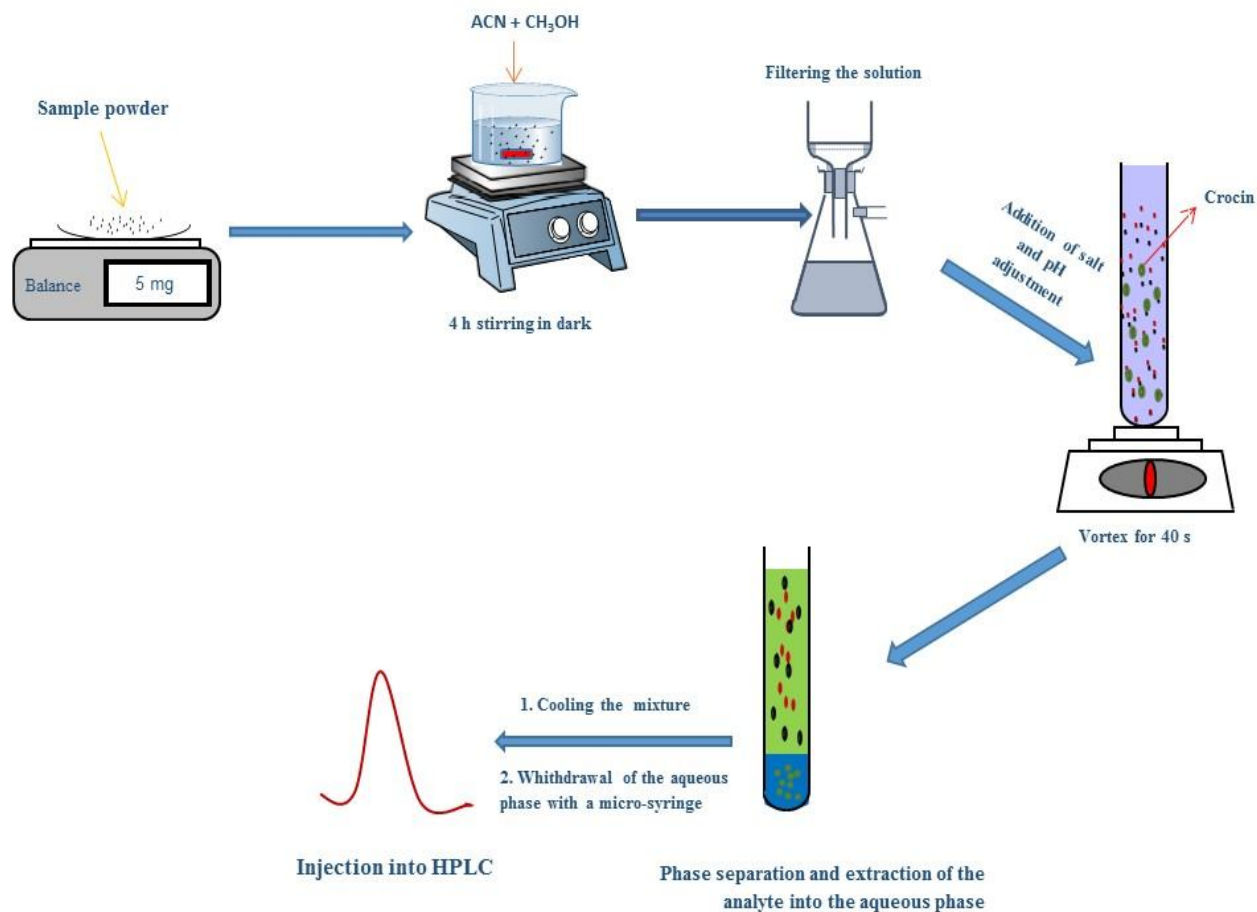 ACN + CH₃OH
Sample powder
Balance
5 mg
4 h stirring in dark
Filtering the solution
Addition of salt
and pH
adjustment
Crocin
Vortex for 40 s
1. Cooling the mixture
2. Whithdrawal of the aqueous
phase with a micro-syringe
Injection into HPLC
Phase separation and extraction of the
analyte into the aqueous phase